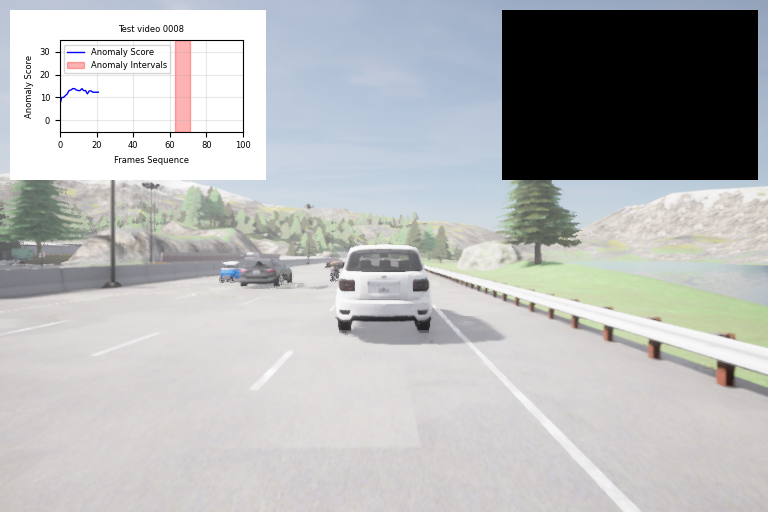 Test video 0008
Anomaly Score
Anomaly Intervals
30
20
10
0
Anomaly Score
0 20 40 60 80 100
Frames Sequence